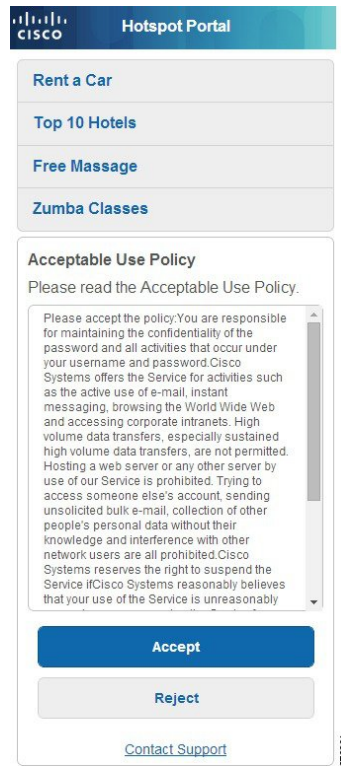 CISCO
Hotspot Portal
Rent a Car
Top 10 Hotels
Free Massage
Zumba Classes
Acceptable Use Policy
Please read the Acceptable Use Policy.
Please accept the policy:You are responsible
for maintaining the confidentiality of the
password and all activities that occur under
your username and password.Cisco
Systems offers the Service for activities such
as the active use of e-mail, instant
messaging, browsing the World Wide Web
and accessing corporate intranets. High
volume data transfers, especially sustained
high volume data transfers, are not permitted.
Hosting a web server or any other server by
use of our Service is prohibited. Trying to
access someone else's account, sending
unsolicited bulk e-mail, collection of other
people's personal data without their
knowledge and interference with other
network users are all prohibited.Cisco
Systems reserves the right to suspend the
Service ifCisco Systems reasonably believes
that your use of the Service is unreasonably
Accept
Reject
Contact Support